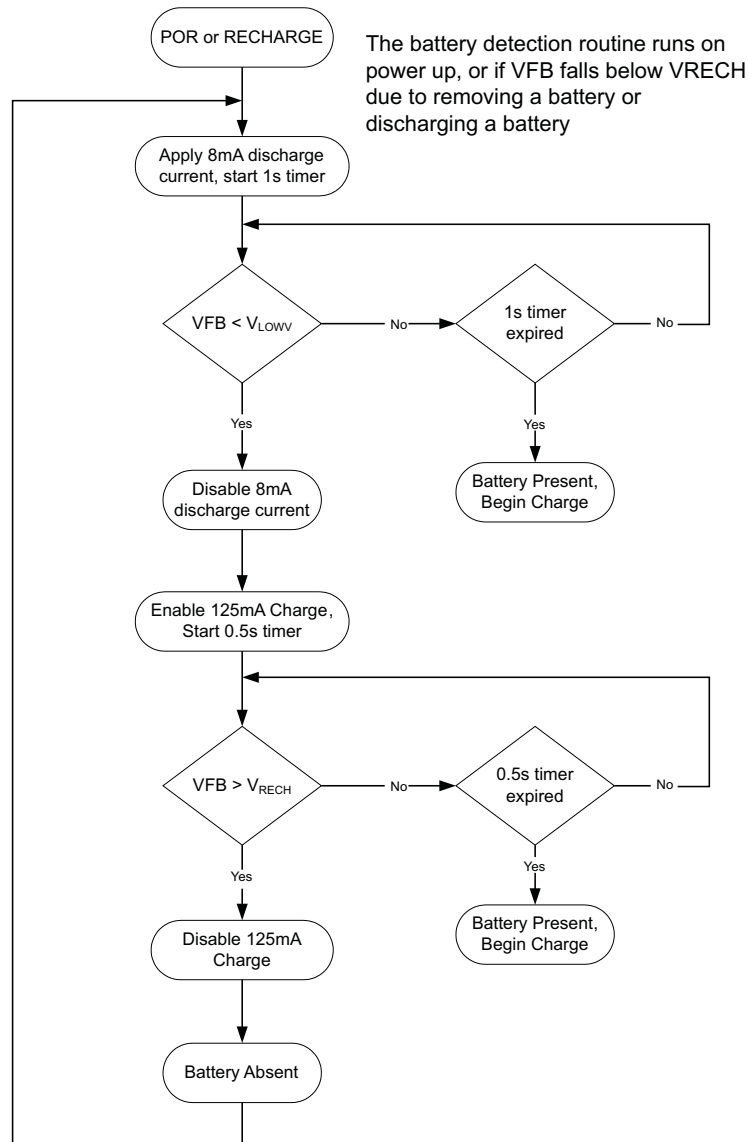 POR or RECHARGE
The battery detection routine runs on
power up, or if VFB falls below VRECH
due to removing a battery or
discharging a battery
Apply 8mA discharge
current, start 1s timer
VFB < VLOWV
No
1s timer
expired
No
Yes
Yes
Disable 8mA
discharge current
Battery Present,
Begin Charge
Enable 125mA Charge,
Start 0.5s timer
VFB > VRECH
No
0.5s timer
expired
No
Yes
Yes
Disable 125mA
Charge
Battery Present,
Begin Charge
Battery Absent